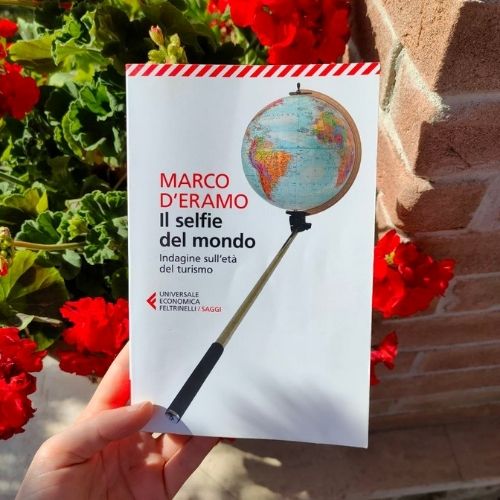 MARCO
D'ERAMO
Il selfie
del mondo
Indagine sull'età
del turismo
UNIVERSALE
ECONOMICA
FELTRINELLI / SAGGI